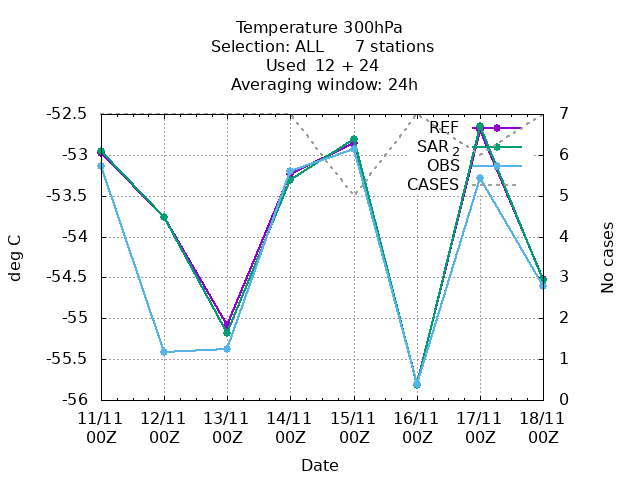 Temperature 300hPa
Selection: ALL 7 stations
Used 12 + 24
Averaging window: 24h
-52.5
-53
-53.5
-54
-54.5
-55
-55.5
-56
deg C
REF
SAR 2
OBS
CASES
7
6
5
4
3
2
1
0
No cases
11/11 12/11 13/11 14/11 15/11 16/11 17/11 18/11
00Z 00Z 00Z 00Z 00Z 00Z 00Z 00Z
Date